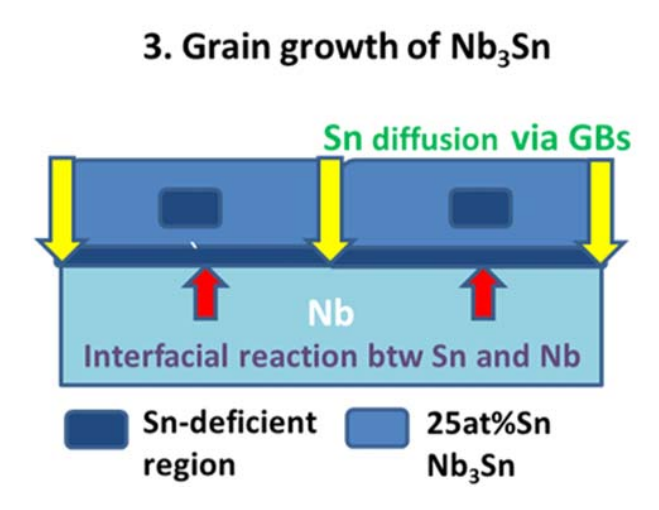 3. Grain growth of Nb₃Sn
Sn diffusion via GBs
Nb
Interfacial reaction btw Sn and Nb
Sn-deficient
region
25at%Sn
Nb₃Sn